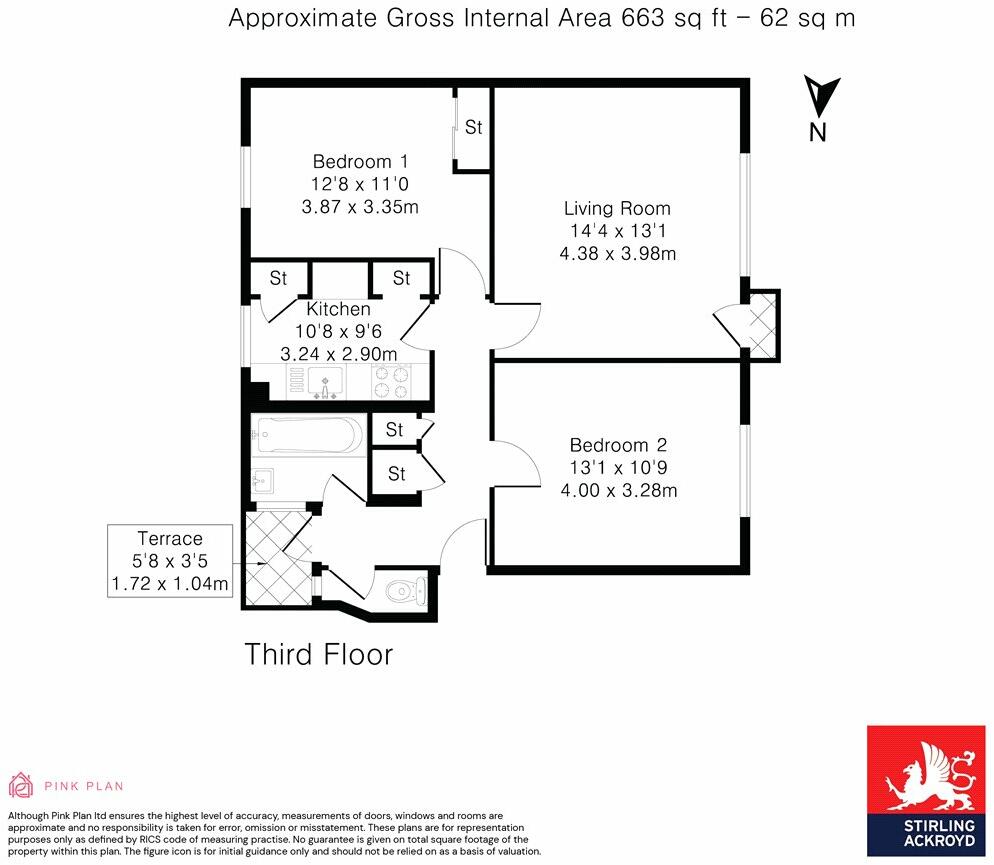 Approximate Gross Internal Area 663 sq ft – 62 sq m
N
St
Bedroom 1
12'8 x 11'0
3.87 x 3.35m
Living Room
14'4 x 13'1
4.38 x 3.98m
St
St
Kitchen
10'8 x 9'6
3.24 x 2.90m
St
St
Bedroom 2
13'1 x 10'9
4.00 x 3.28m
Terrace
5'8 x 3'5
1.72 x 1.04m
Third Floor
PINK PLAN
Although Pink Plan ltd ensures the highest level of accuracy, measurements of doors, windows and rooms are
approximate and no responsibility is taken for error, omission or misstatement. These plans are for representation
purposes only as defined by RICS code of measuring practise. No guarantee is given on total square footage of the
property within this plan. The figure icon is for initial guidance only and should not be relied on as a basis of valuation.
STIRLING
ACKROYD